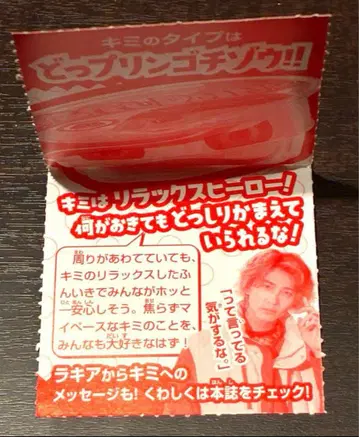 キミのタイプは
どっプリンゴチゾウ!!
キミはリラックスヒーロー!
何がおきてもどっしりかまえて
いられるな!
周りがあわてていても、
キミのリラックスしたふ
んいきでみんながホッと
一安心しそう。焦らずマ
イペースなキミのことを、
みんなも大好きなはず!
「って言ってる
気がするな。」
ラキアからキミへの
メッセージも! くわしくは本誌をチェック!